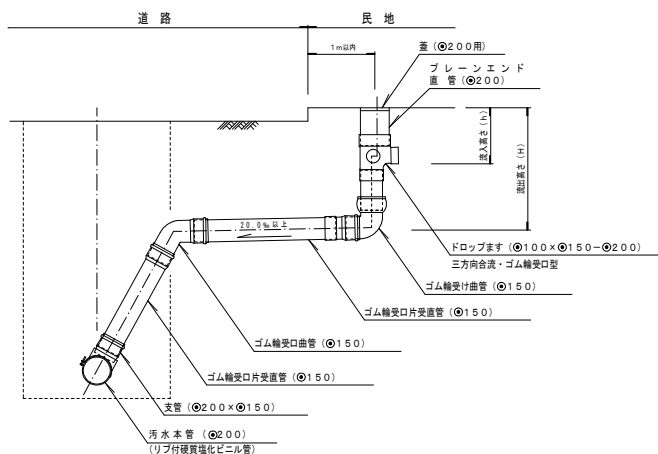 道 路
民 地
1m以内
蓋(◉200用)
プレーンエンド
直 管(◉200)
流入高さ(h)
流出高さ(H)
20.0‰以上
ドロップます(◉100×◉150−◉200)
三方向合流・ゴム輪受口型
ゴム輪受け曲管(◉150)
ゴム輪受口片受直管(◉150)
ゴム輪受口曲管(◉150)
ゴム輪受口片受直管(◉150)
支管(◉200×◉150)
汚水本管 (◉200)
(リブ付硬質塩化ビニル管)